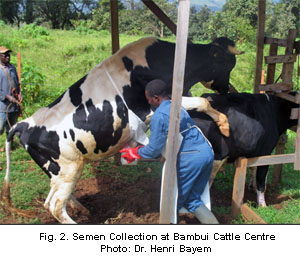 Fig. 2. Semen Collection at Bambui Cattle Centre
Photo: Dr. Henri Bayem